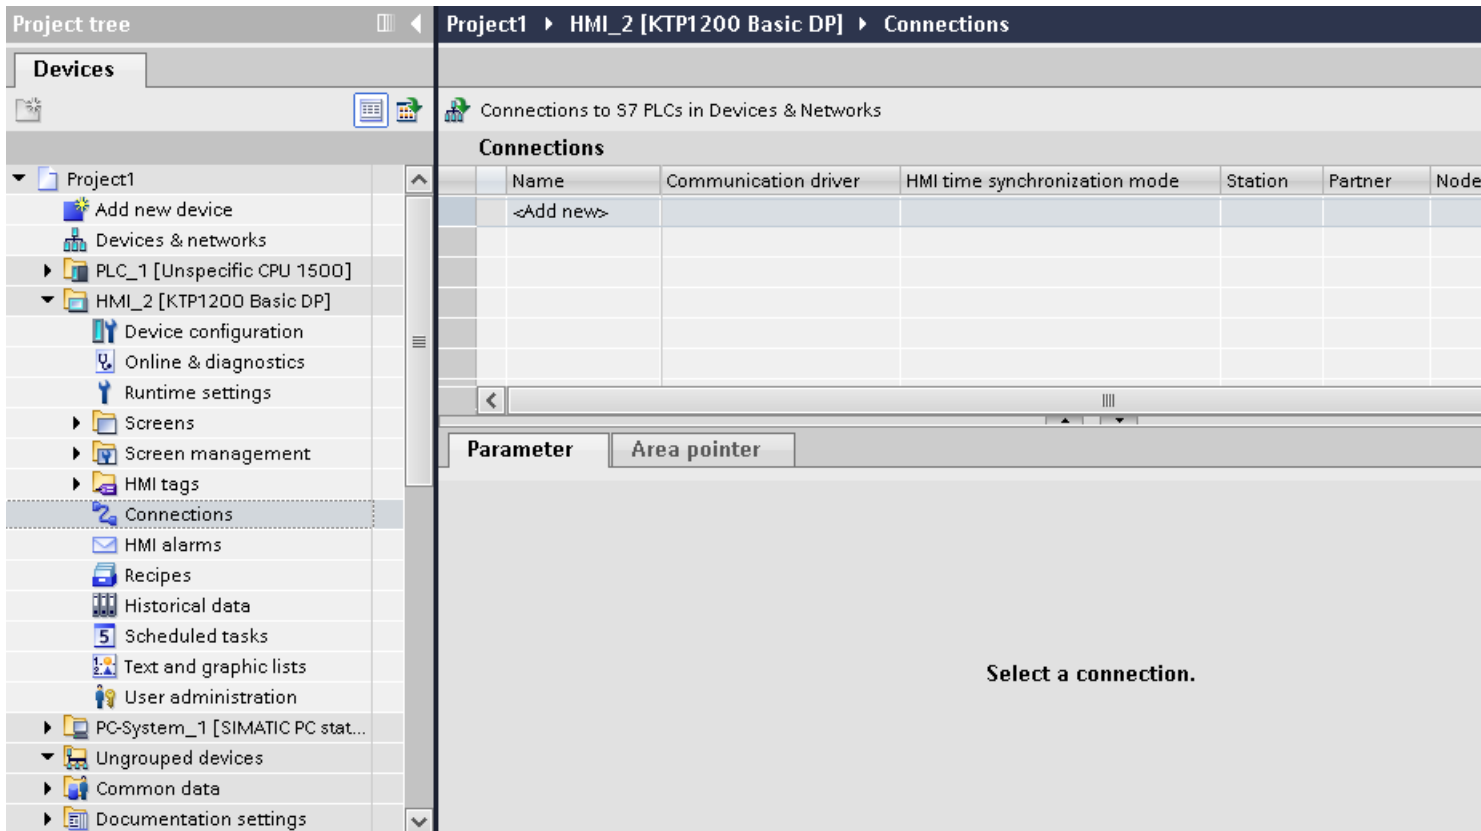 Project tree
Devices
Project1
Add new device
Devices & networks
PLC_1 [Unspecific CPU 1500]
HMI_2 [KTP1200 Basic DP]
Device configuration
Online & diagnostics
Runtime settings
Screens
Screen management
HMI tags
Connections
HMI alarms
Recipes
Historical data
Scheduled tasks
Text and graphic lists
User administration
PC-System_1 [SIMATIC PC stat...
Ungrouped devices
Common data
Documentation settings
Project1 HMI_2 [KTP1200 Basic DP] Connections
Connections to S7 PLCs in Devices & Networks
Connections
Name Communication driver HMI time synchronization mode Station Partner Node
<Add new>
Parameter Area pointer
Select a connection.